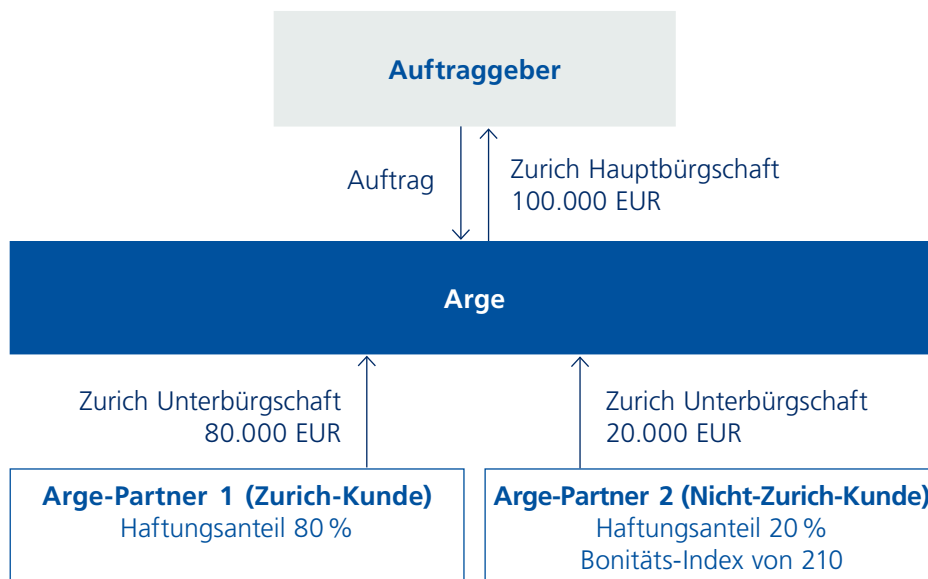 Auftraggeber
Auftrag
Zurich Hauptbürgschaft
100.000 EUR
Arge
Zurich Unterbürgschaft
80.000 EUR
Zurich Unterbürgschaft
20.000 EUR
Arge-Partner 1 (Zurich-Kunde)
Haftungsanteil 80 %
Arge-Partner 2 (Nicht-Zurich-Kunde)
Haftungsanteil 20 %
Bonitäts-Index von 210